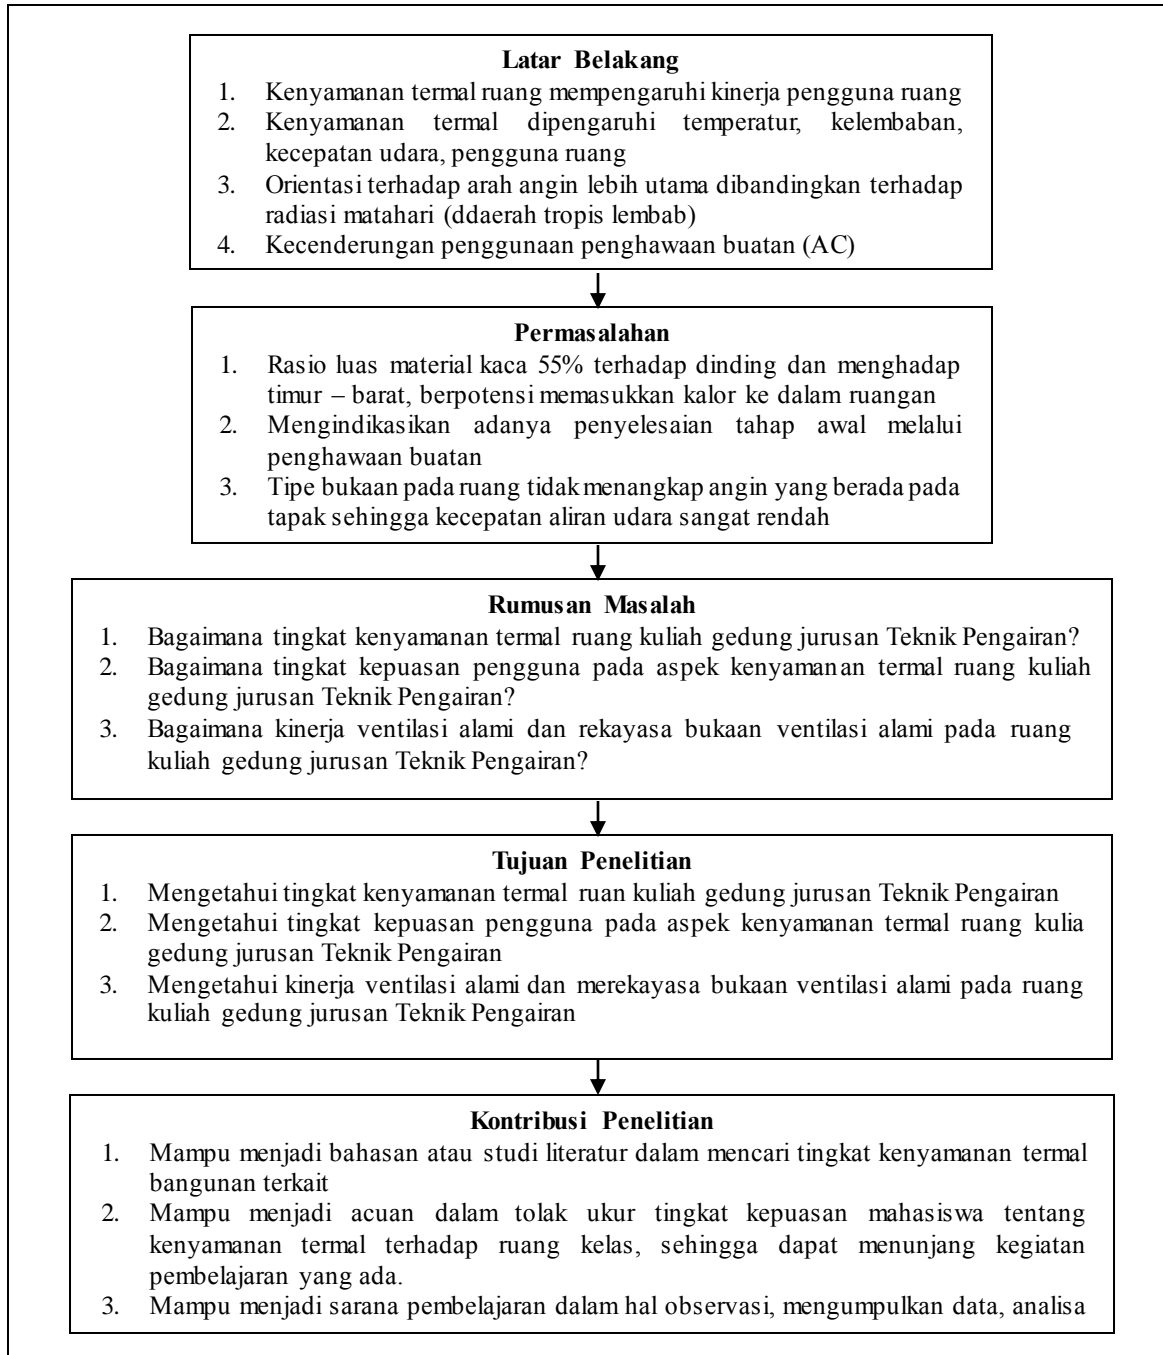 Latar Belakang
1. Kenyamanan termal ruang mempengaruhi kinerja pengguna ruang
2. Kenyamanan termal dipengaruhi temperatur, kelembaban,
kecepatan udara, pengguna ruang
3. Orientasi terhadap arah angin lebih utama dibandingkan terhadap
radiasi matahari (ddaerah tropis lembab)
4. Kecenderungan penggunaan penghawaan buatan (AC)
Permasalahan
1. Rasio luas material kaca 55% terhadap dinding dan menghadap
timur – barat, berpotensi memasukkan kalor ke dalam ruangan
2. Mengindikasikan adanya penyelesaian tahap awal melalui
penghawaan buatan
3. Tipe bukaan pada ruang tidak menangkap angin yang berada pada
tapak sehingga kecepatan aliran udara sangat rendah
Rumusan Masalah
1. Bagaimana tingkat kenyamanan termal ruang kuliah gedung jurusan Teknik Pengairan?
2. Bagaimana tingkat kepuasan pengguna pada aspek kenyamanan termal ruang kuliah
gedung jurusan Teknik Pengairan?
3. Bagaimana kinerja ventilasi alami dan rekayasa bukaan ventilasi alami pada ruang
kuliah gedung jurusan Teknik Pengairan?
Tujuan Penelitian
1. Mengetahui tingkat kenyamanan termal ruan kuliah gedung jurusan Teknik Pengairan
2. Mengetahui tingkat kepuasan pengguna pada aspek kenyamanan termal ruang kulia
gedung jurusan Teknik Pengairan
3. Mengetahui kinerja ventilasi alami dan merekayasa bukaan ventilasi alami pada ruang
kuliah gedung jurusan Teknik Pengairan
Kontribusi Penelitian
1. Mampu menjadi bahasan atau studi literatur dalam mencari tingkat kenyamanan termal
bangunan terkait
2. Mampu menjadi acuan dalam tolak ukur tingkat kepuasan mahasiswa tentang
kenyamanan termal terhadap ruang kelas, sehingga dapat menunjang kegiatan
pembelajaran yang ada.
3. Mampu menjadi sarana pembelajaran dalam hal observasi, mengumpulkan data, analisa